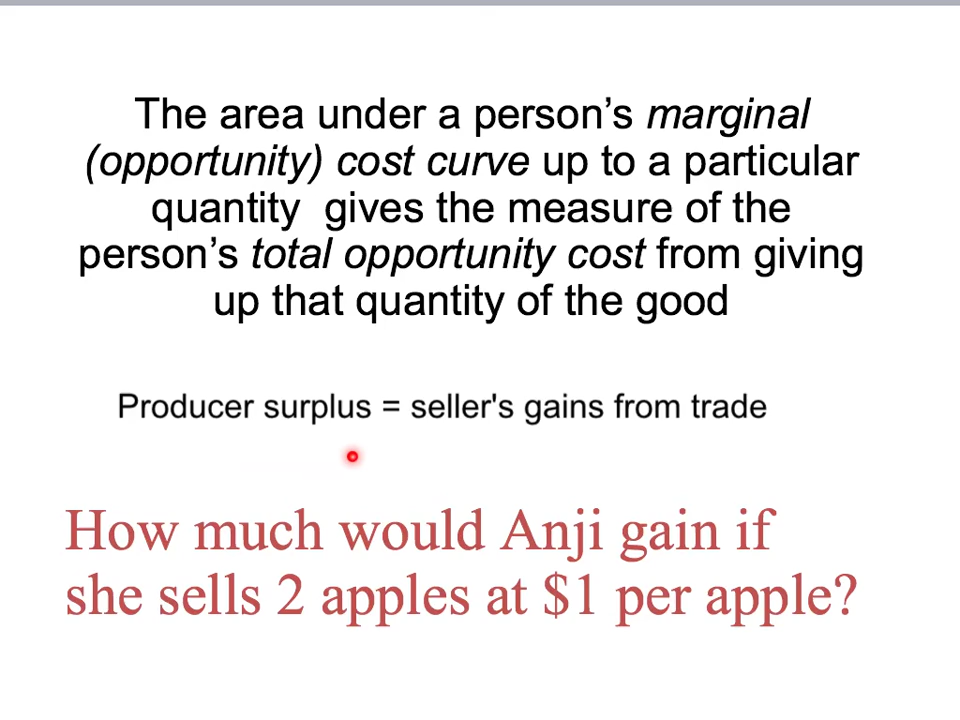 The area under a person’s marginal
(opportunity) cost curve up to a particular
quantity gives the measure of the
person’s total opportunity cost from giving
up that quantity of the good
Producer surplus = seller's gains from trade
How much would Anji gain if
she sells 2 apples at $1 per apple?